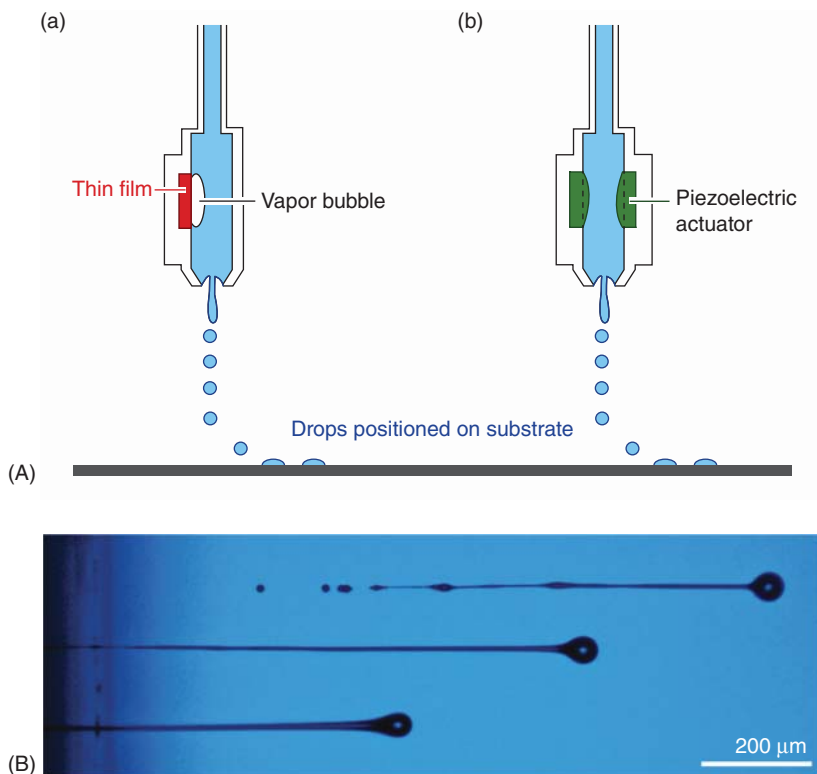 (a)
(b)
Thin film
Vapor bubble
Piezoelectric
actuator
Drops positioned on substrate
(A)
200 µm
(B)